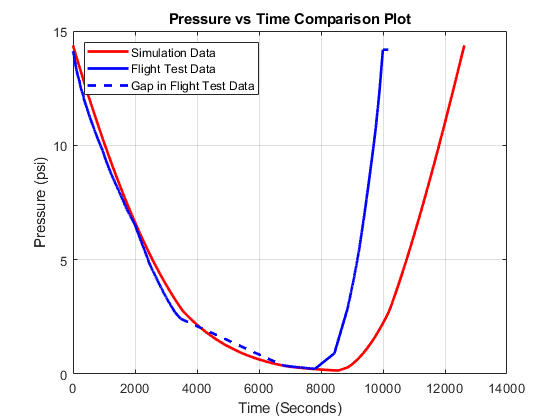 Pressure vs Time Comparison Plot
Simulation Data
Flight Test Data
Gap in Flight Test Data
15
10
5
0
Pressure (psi)
0 2000 4000 6000 8000 10000 12000 14000
Time (Seconds)